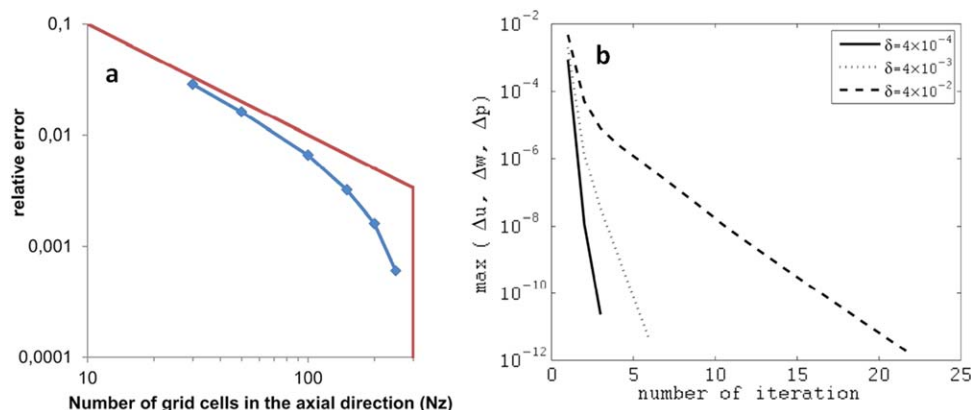 a
0,1
0,01
0,001
0,0001
relative error
10
100
Number of grid cells in the axial direction (Nz)
b
δ=4×10⁻⁴
δ=4×10⁻³
δ=4×10⁻²
10⁻²
10⁻⁴
10⁻⁶
10⁻⁸
10⁻¹⁰
10⁻¹²
max ( Δu, Δw, Δp)
0
5
10
15
20
25
number of iteration